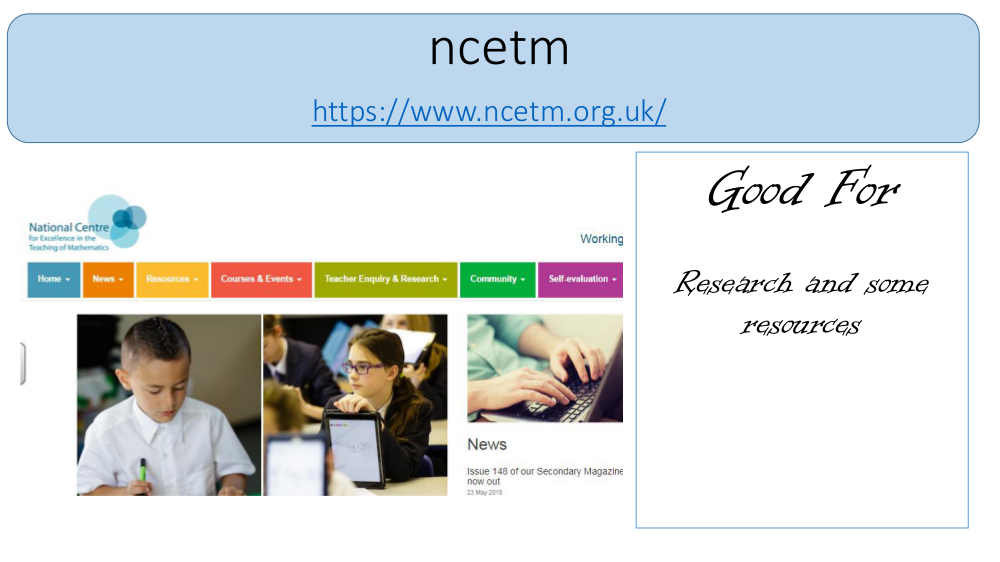 ncetm
https://www.ncetm.org.uk/
National Centre
for Excellence in the
Teaching of Mathematics
Working
Home
News
Resources
Courses & Events
Teacher Enquiry & Research
Community
Self-evaluation
News
Issue 148 of our Secondary Magazine
now out
23 May 2018
Good For
Research and some
resources